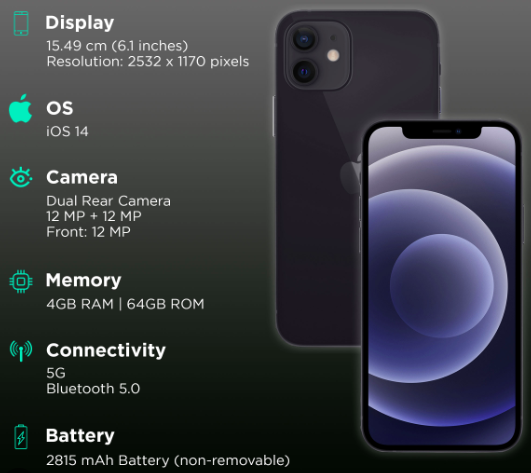 Display
15.49 cm (6.1 inches)
Resolution: 2532 x 1170 pixels
OS
iOS 14
Camera
Dual Rear Camera
12 MP + 12 MP
Front: 12 MP
Memory
4GB RAM | 64GB ROM
Connectivity
5G
Bluetooth 5.0
Battery
2815 mAh Battery (non-removable)